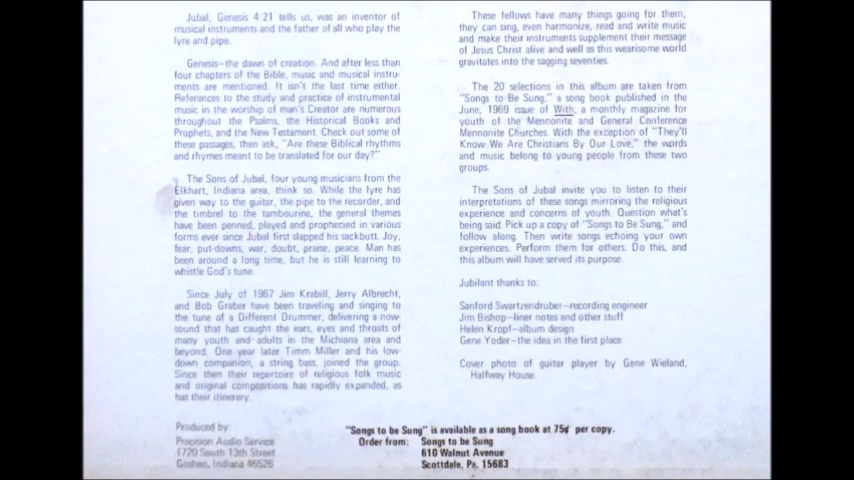 Jubal, Genesis 4:21 tells us, was an inventor of
musical instruments and the father of all who play the
lyre and pipe.
Genesis—the dawn of creation. And after less than
four chapters of the Bible, music and musical instru-
ments are mentioned. It isn't the last time either.
References to the study and practice of instrumental
music in the worship of man's Creator are numerous
throughout the Psalms, the Historical Books and
Prophets, and the New Testament. Check out some of
these passages, then ask, "Are these Biblical rhythms
and rhymes meant to be translated for our day?"
The Sons of Jubal, four young musicians from the
Elkhart, Indiana area, think so. While the lyre has
given way to the guitar, the pipe to the recorder, and
the timbrel to the tambourine, the general themes
have been penned, played and prophecied in various
forms ever since Jubal first slapped his sackbutt. Joy,
fear, put-downs, war, doubt, praise, peace. Man has
been around a long time, but he is still learning to
whistle God's tune.
Since July of 1967 Jim Krabill, Jerry Albrecht,
and Bob Graber have been traveling and singing to
the tune of a Different Drummer, delivering a now-
sound that has caught the ears, eyes and throats of
many youth and adults in the Michiana area and
beyond. One year later Timm Miller and his low-
down companion, a string bass, joined the group.
Since then their repertoire of religious folk music
and original compositions has rapidly expanded, as
has their itinerary.
Produced by
Precision Audio Service
1720 South 13th Street
Goshen, Indiana 46526
These fellows have many things going for them;
they can sing, even harmonize, read and write music
and make their instruments supplement their message
of Jesus Christ alive and well as this wearisome world
gravitates into the sagging seventies.
The 20 selections in this album are taken from
"Songs to Be Sung," a song book published in the
June, 1969 issue of With, a monthly magazine for
youth of the Mennonite and General Conference
Mennonite Churches. With the exception of "They'll
Know We Are Christians By Our Love," the words
and music belong to young people from these two
groups.
The Sons of Jubal invite you to listen to their
interpretations of these songs mirroring the religious
experience and concerns of youth. Question what's
being said. Pick up a copy of "Songs to Be Sung," and
follow along. Then write songs echoing your own
experiences. Perform them for others. Do this, and
this album will have served its purpose.
Jubilant thanks to:
Sanford Swartzendruber—recording engineer
Jim Bishop—liner notes and other stuff
Helen Kropf—album design
Gene Yoder—the idea in the first place
Cover photo of guitar player by Gene Wieland,
Halfway House.
"Songs to be Sung" is available as a song book at 75¢ per copy.
Order from: Songs to be Sung
610 Walnut Avenue
Scottdale, Pa. 15683